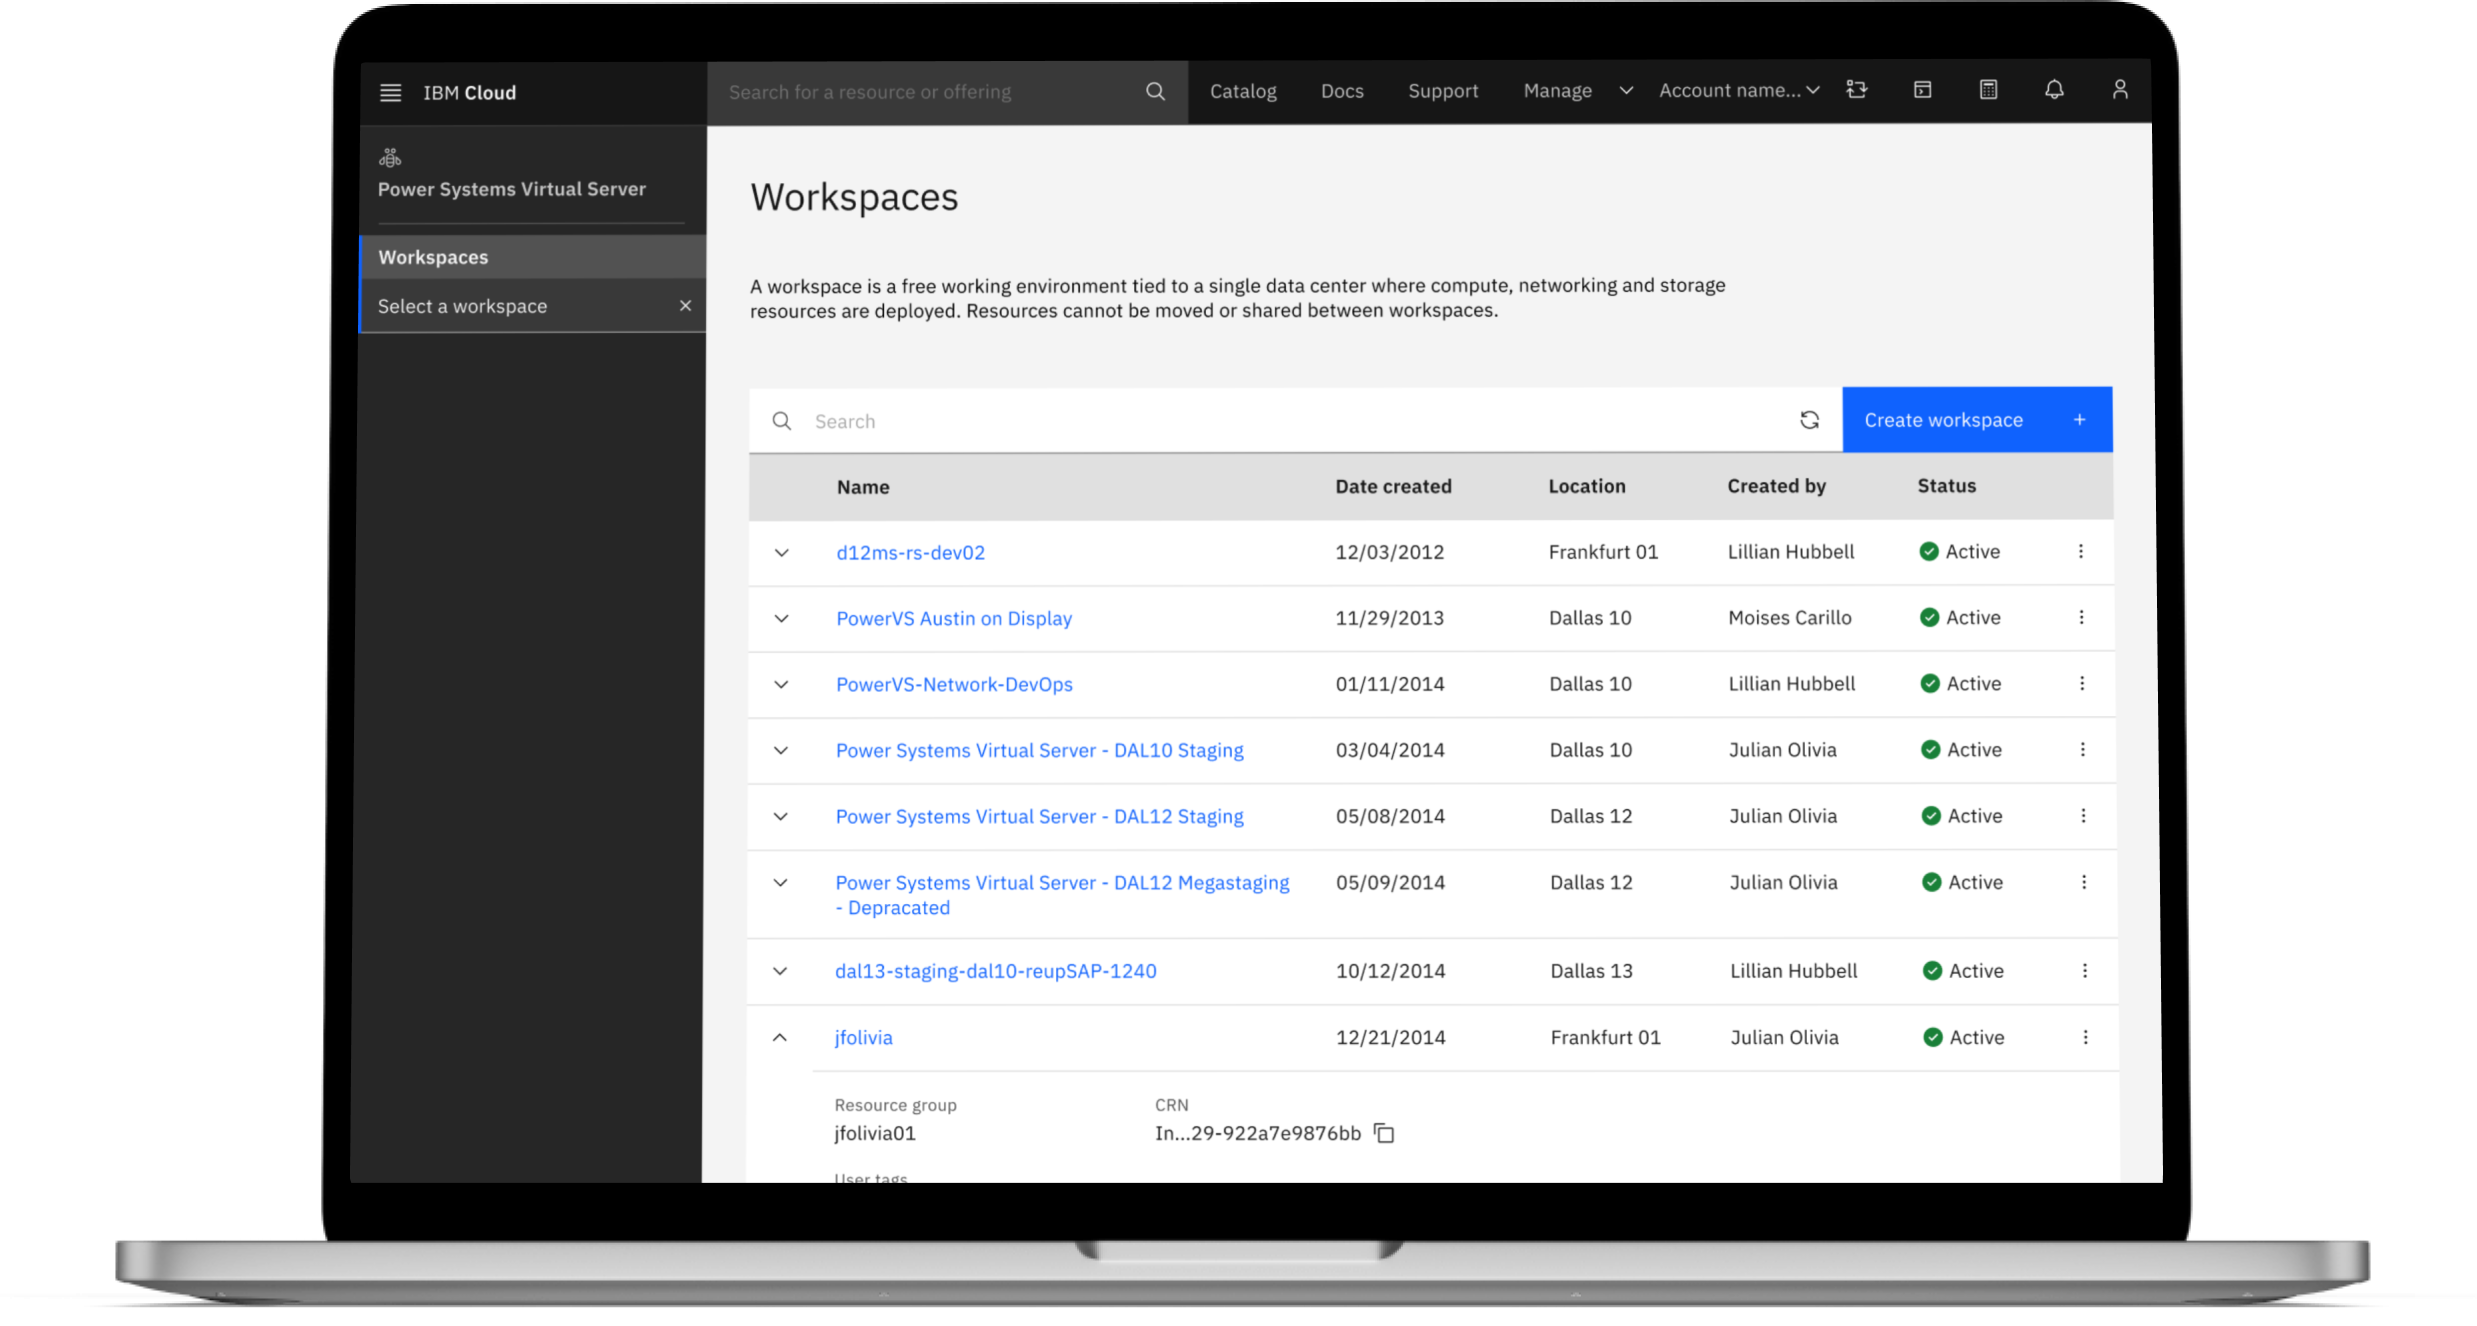 IBM Cloud
Search for a resource or offering
Catalog
Docs
Support
Manage
Account name...
Power Systems Virtual Server
Workspaces
Select a workspace
Workspaces
A workspace is a free working environment tied to a single data center where compute, networking and storage
resources are deployed. Resources cannot be moved or shared between workspaces.
Search
Create workspace +
Name Date created Location Created by Status
d12ms-rs-dev02 12/03/2012 Frankfurt 01 Lillian Hubbell Active
PowerVS Austin on Display 11/29/2013 Dallas 10 Moises Carillo Active
PowerVS-Network-DevOps 01/11/2014 Dallas 10 Lillian Hubbell Active
Power Systems Virtual Server - DAL10 Staging 03/04/2014 Dallas 10 Julian Olivia Active
Power Systems Virtual Server - DAL12 Staging 05/08/2014 Dallas 12 Julian Olivia Active
Power Systems Virtual Server - DAL12 Megastaging 05/09/2014 Dallas 12 Julian Olivia Active
- Depracated
dal13-staging-dal10-reupSAP-1240 10/12/2014 Dallas 13 Lillian Hubbell Active
jfolivia 12/21/2014 Frankfurt 01 Julian Olivia Active
Resource group CRN
jfolivia01 In...29-922a7e9876bb
User tags